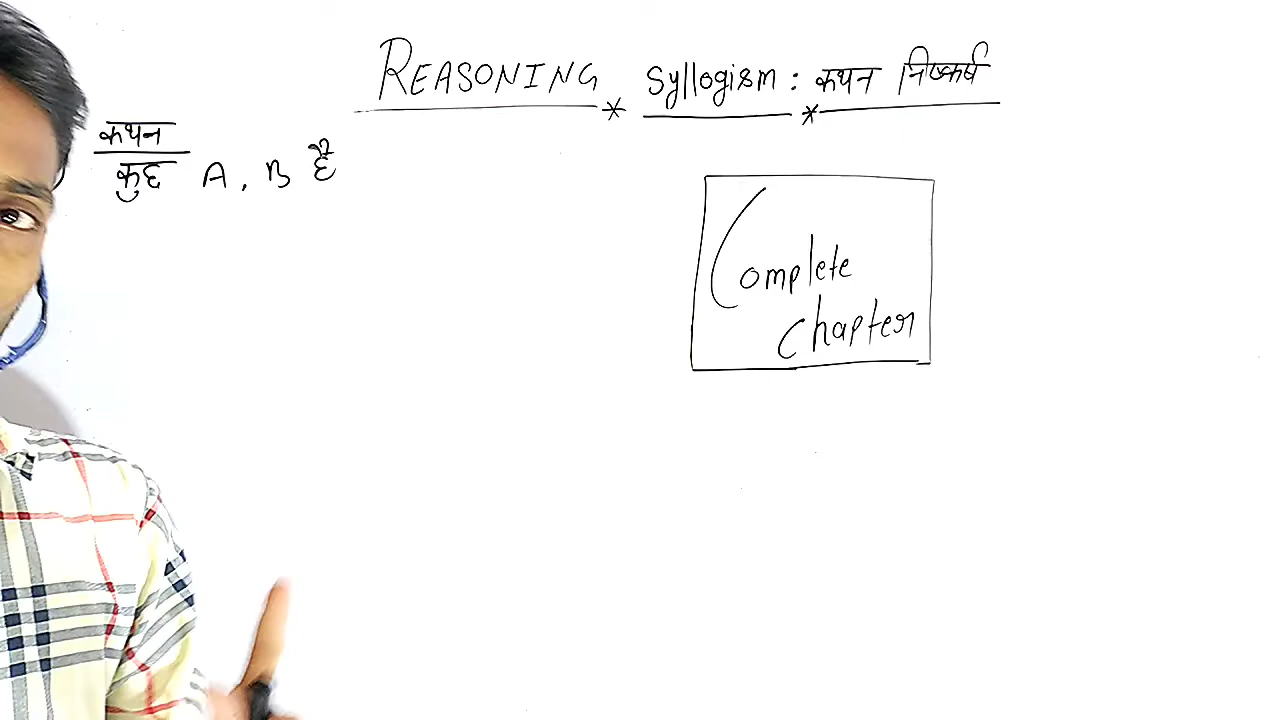 REASONING * Syllogism : कथन * निष्कर्ष
कथन
कुछ A, B है
Complete
Chapter